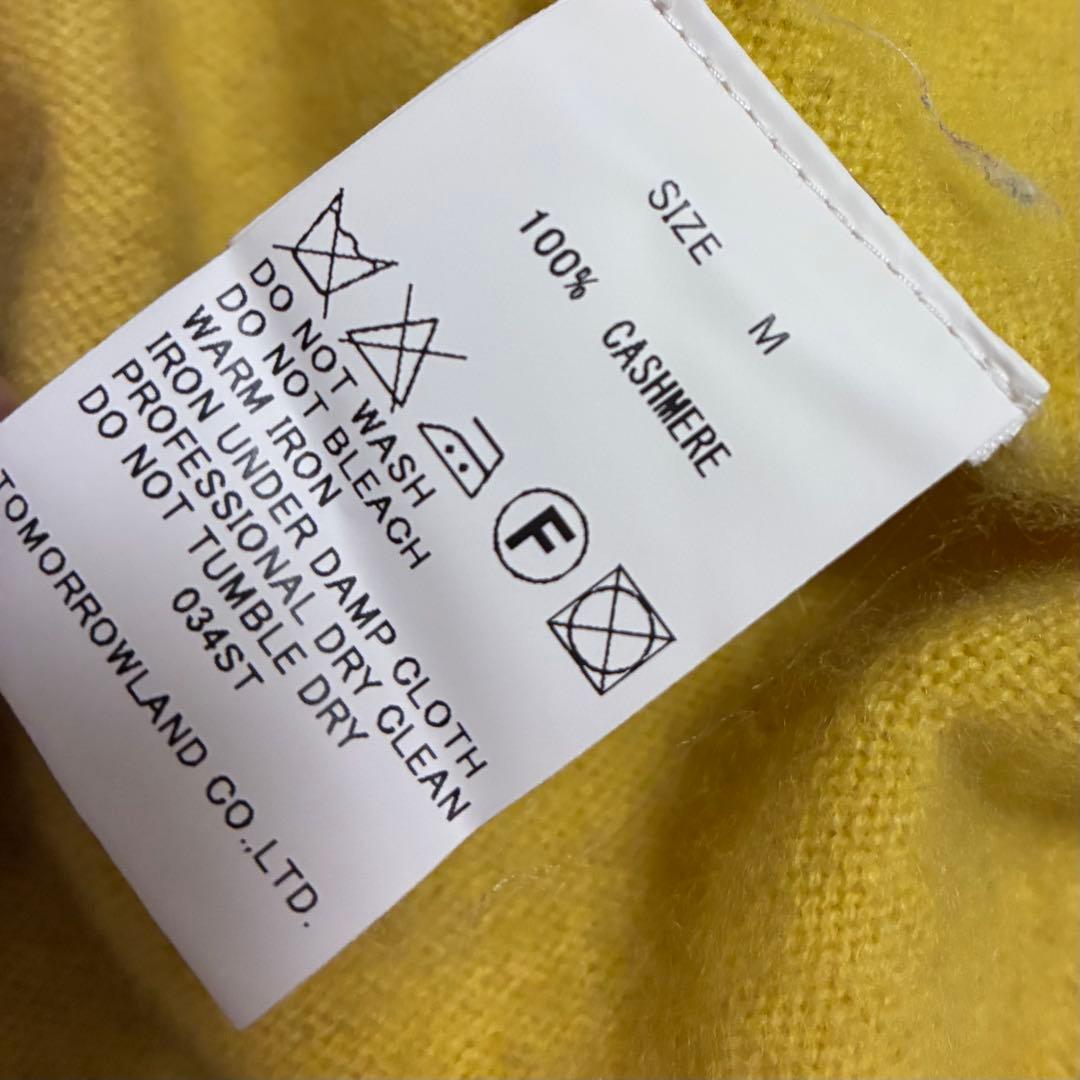 SIZE M
100% CASHMERE
F
DO NOT WASH
DO NOT BLEACH
WARM IRON
IRON UNDER DAMP CLOTH
PROFESSIONAL DRY CLEAN
DO NOT TUMBLE DRY
034ST
TOMORROWLAND CO.,LTD.